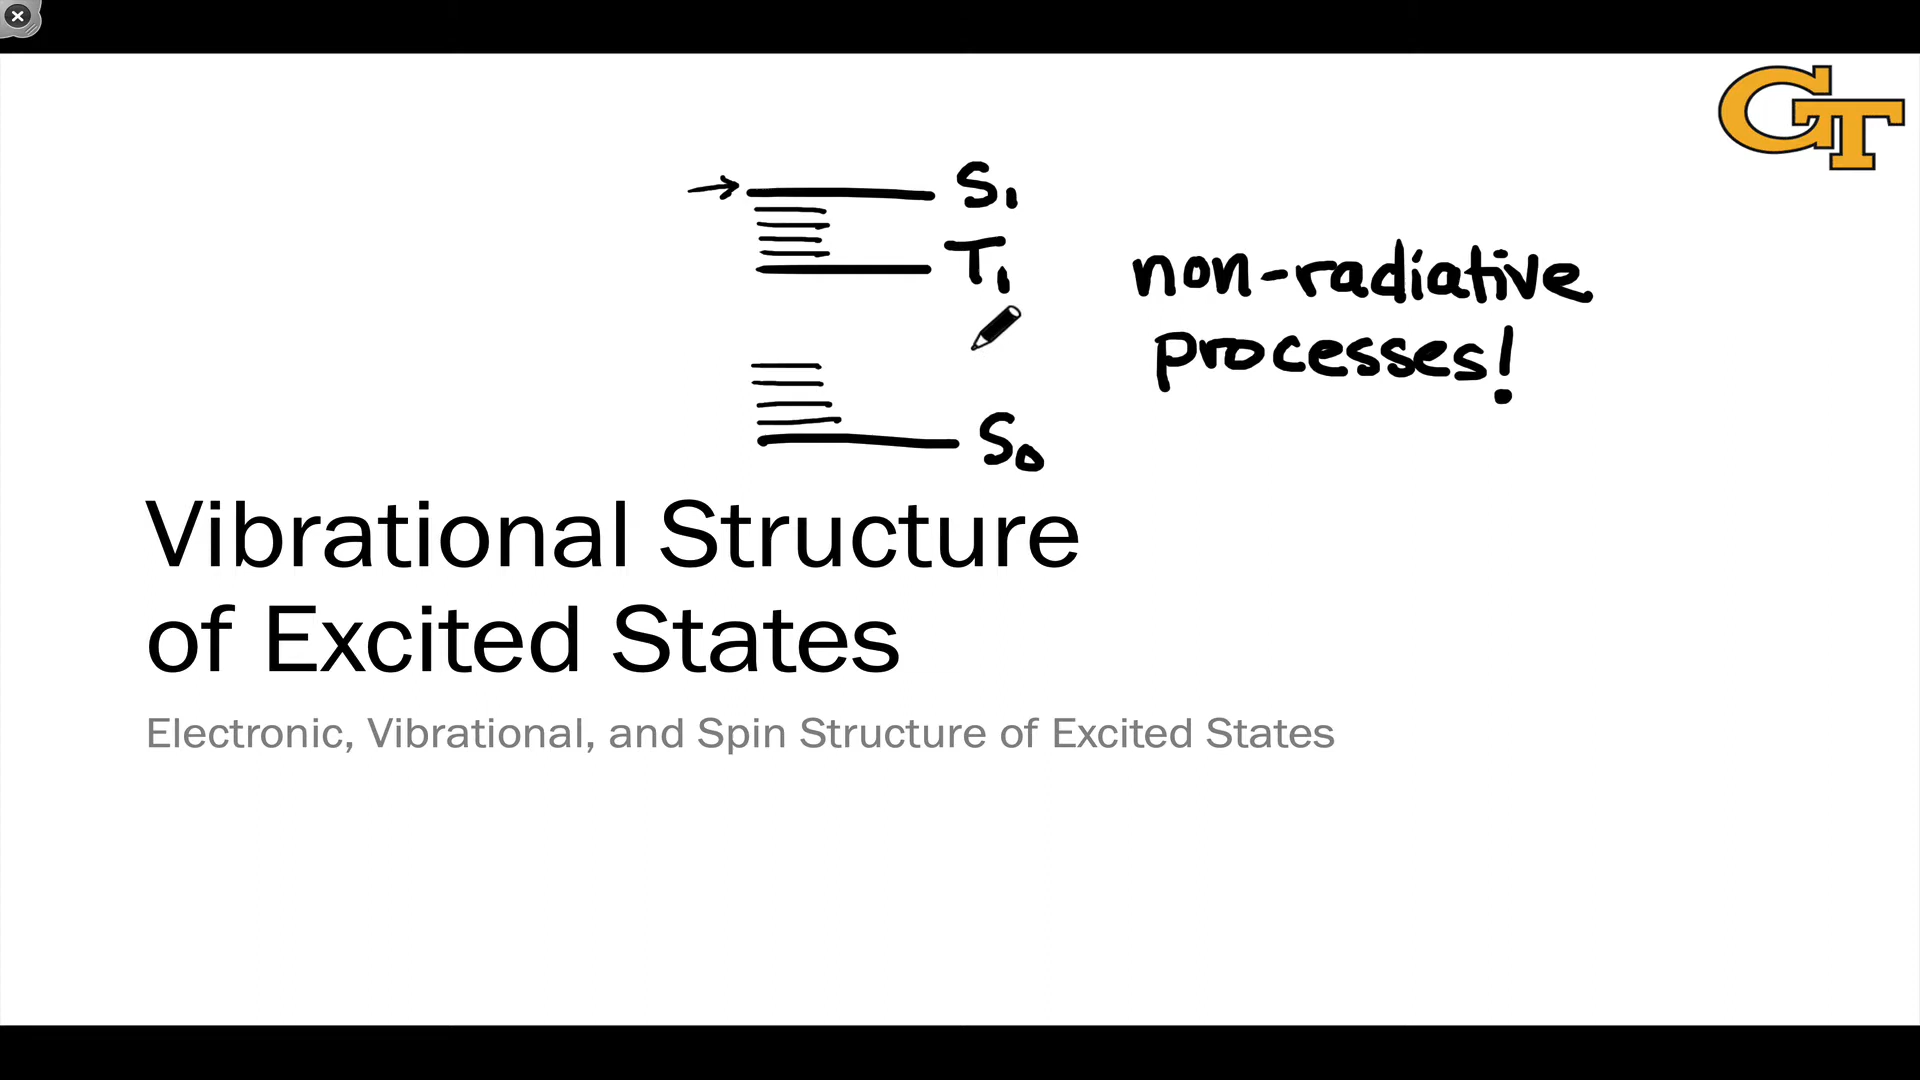 GT
S₁
T₁
non-radiative
processes!
S₀
Vibrational Structure
of Excited States
Electronic, Vibrational, and Spin Structure of Excited States